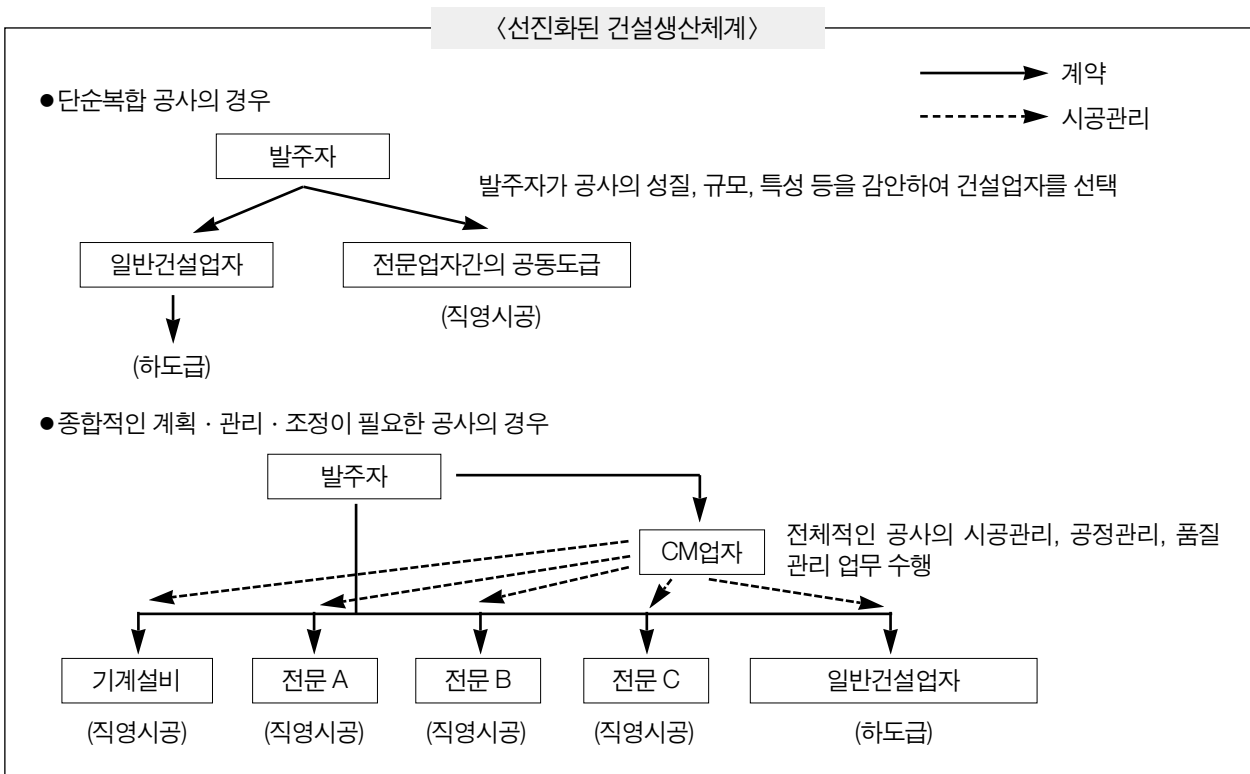 〈선진화된 건설생산체계〉
계약
시공관리
●단순복합 공사의 경우
발주자
발주자가 공사의 성질, 규모, 특성 등을 감안하여 건설업자를 선택
일반건설업자
전문업자간의 공동도급
(직영시공)
(하도급)
●종합적인 계획 · 관리 · 조정이 필요한 공사의 경우
발주자
CM업자
전체적인 공사의 시공관리, 공정관리, 품질
관리 업무 수행
기계설비
전문 A
전문 B
전문 C
일반건설업자
(직영시공)
(직영시공)
(직영시공)
(직영시공)
(하도급)